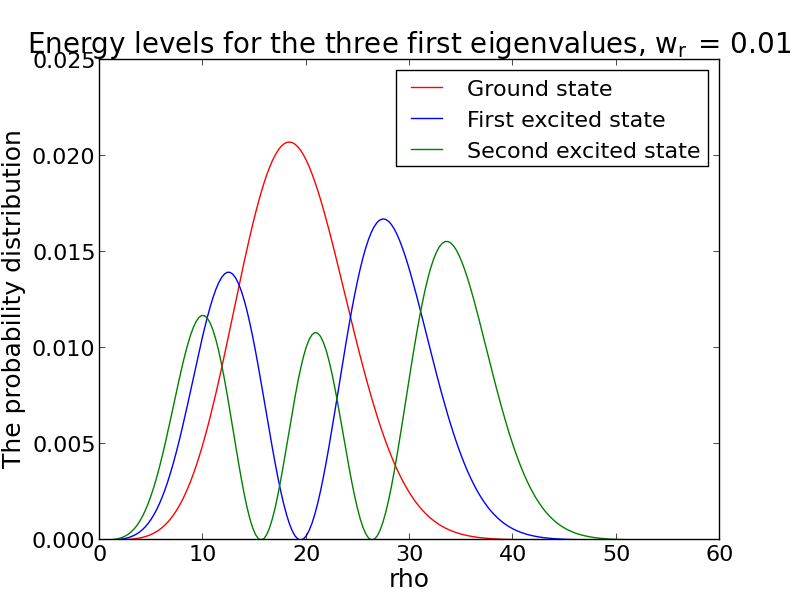 Energy levels for the three first eigenvalues, wr = 0.01
Ground state
First excited state
Second excited state
The probability distribution
0.025
0.020
0.015
0.010
0.005
0.000
0 10 20 30 40 50 60
rho